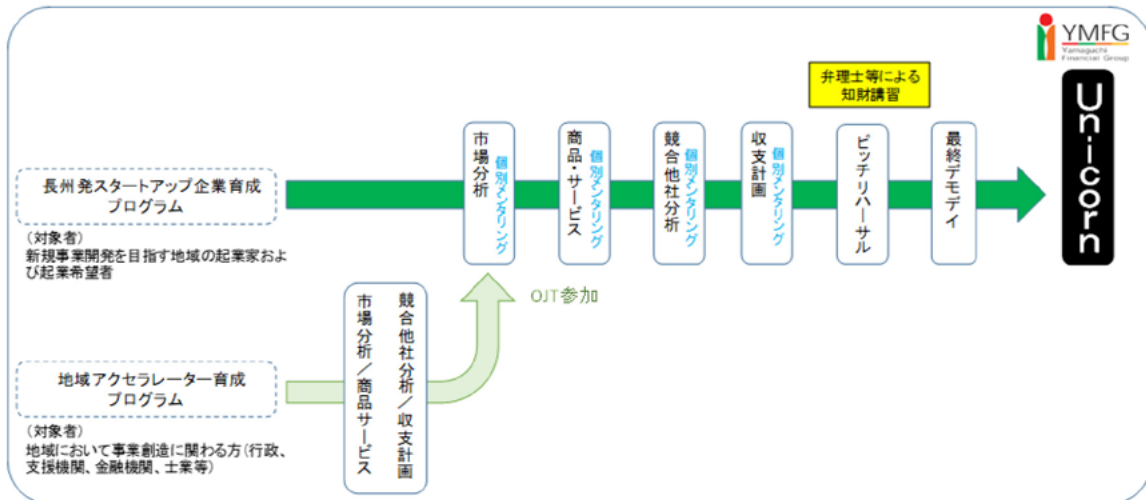 YMFG
Yamaguchi
Financial Group
Unicorn
弁理士等による
知財講習
長州発スタートアップ企業育成
プログラム
(対象者)
新規事業開発を目指す地域の起業家およ
び起業希望者
市場分析
個別メンタリング
商品・サービス
個別メンタリング
競合他社分析
個別メンタリング
収支計画
個別メンタリング
ピッチリハーサル
最終デモデイ
OJT参加
地域アクセラレーター育成
プログラム
(対象者)
地域において事業創造に関わる方(行政、
支援機関、金融機関、士業等)
競合他社分析/収支計画
市場分析/商品サービス